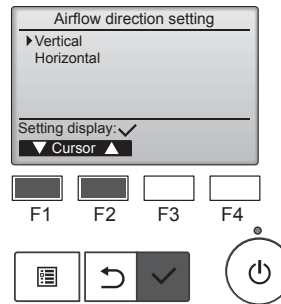 Airflow direction setting
Vertical
Horizontal
Setting display:
Cursor
F1 F2 F3 F4